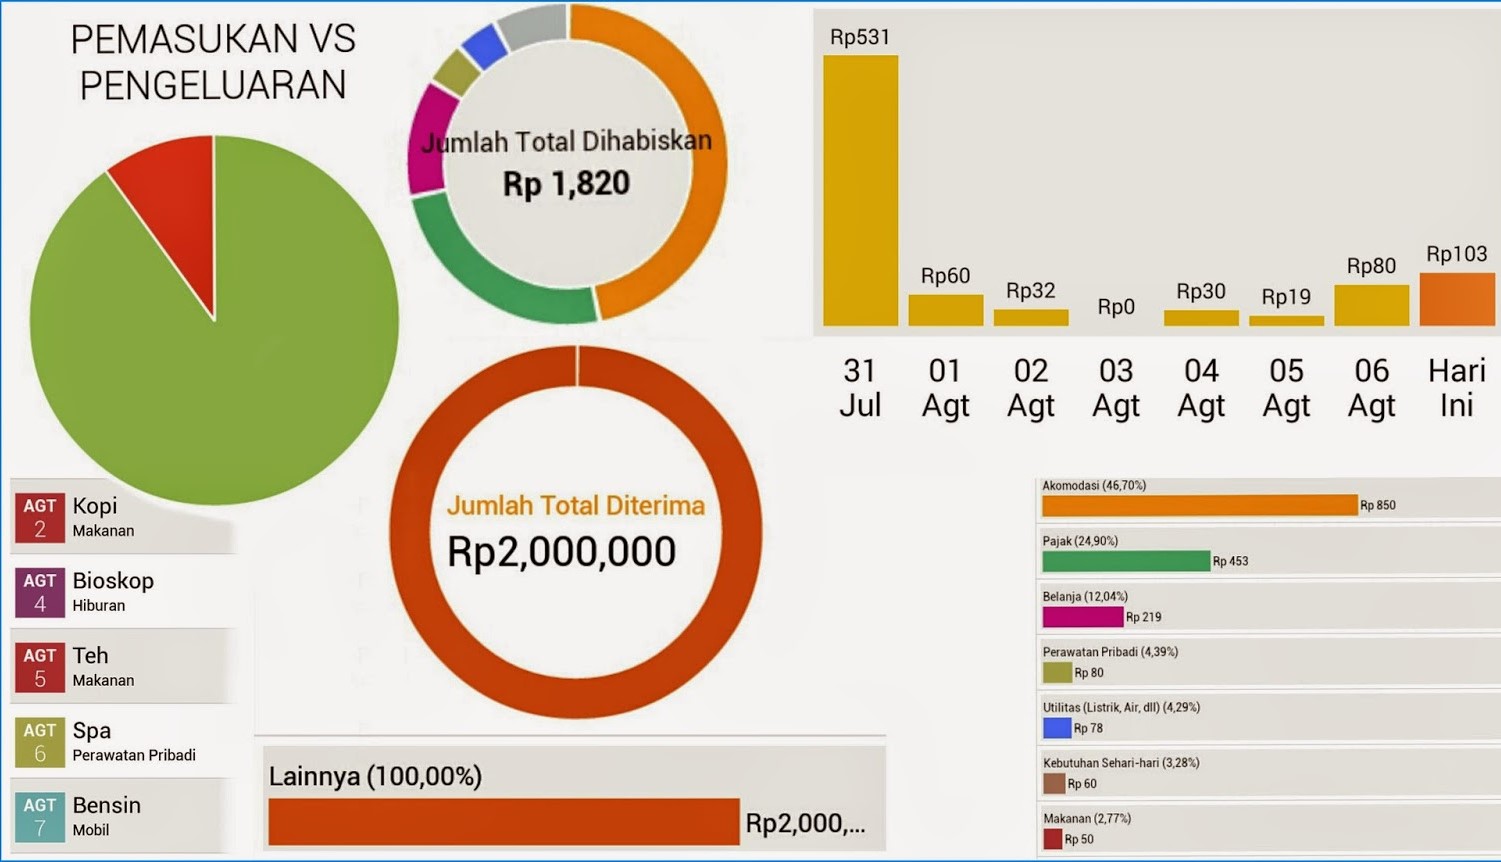 PEMASUKAN VS
PENGELUARAN
Jumlah Total Dihabiskan
Rp 1,820
Rp531
Rp60
Rp32
Rp0
Rp30
Rp19
Rp80
Rp103
31
Jul
01
Agt
02
Agt
03
Agt
04
Agt
05
Agt
06
Agt
Hari
Ini
Jumlah Total Diterima
Rp2,000,000
AGT
2
Kopi
Makanan
AGT
4
Bioskop
Hiburan
AGT
5
Teh
Makanan
AGT
6
Spa
Perawatan Pribadi
AGT
7
Bensin
Mobil
Lainnya (100,00%)
Rp2,000,...
Akomodasi (46,70%)
Rp 850
Pajak (24,90%)
Rp 453
Belanja (12,04%)
Rp 219
Perawatan Pribadi (4,39%)
Rp 80
Utilitas (Listrik, Air, dll) (4,29%)
Rp 78
Kebutuhan Sehari-hari (3,28%)
Rp 60
Makanan (2,77%)
Rp 50